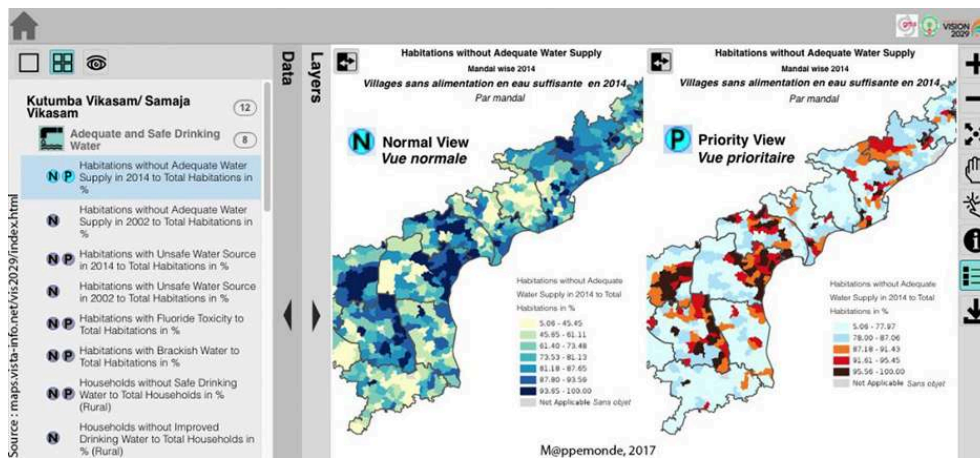 VISION
2029
Kutumba Vikasam/ Samaja
Vikasam
12
Adequate and Safe Drinking
Water
8
N P
Habitations without Adequate Water
Supply in 2014 to Total Habitations in
%
N
Habitations without Adequate Water
Supply in 2002 to Total Habitations in
%
N P
Habitations with Unsafe Water Source
in 2014 to Total Habitations in %
N
Habitations with Unsafe Water Source
in 2002 to Total Habitations in %
N P
Habitations with Fluoride Toxicity to
Total Habitations in %
N P
Habitations with Brackish Water to
Total Habitations in %
N P
Households without Safe Drinking
Water to Total Households in %
(Rural)
N
Households without Improved
Drinking Water to Total Households in
% (Rural)
Source : maps.vista-info.net/vis2029/index.html
Data
Layers
Habitations without Adequate Water Supply
Mandal wise 2014
Villages sans alimentation en eau suffisante en 2014
Par mandal
N
Normal View
Vue normale
Habitations without Adequate
Water Supply in 2014 to Total
Habitations in %
5.06 - 45.45
45.65 - 61.11
61.40 - 73.48
73.53 - 81.13
81.18 - 87.65
87.80 - 93.59
93.65 - 100.00
Not Applicable Sans objet
Habitations without Adequate Water Supply
Mandal wise 2014
Villages sans alimentation en eau suffisante en 2014
Par mandal
P
Priority View
Vue prioritaire
Habitations without Adequate
Water Supply in 2014 to Total
Habitations in %
5.06 - 77.97
78.00 - 87.06
87.18 - 91.43
91.61 - 95.45
95.56 - 100.00
Not Applicable Sans objet
M@ppemonde, 2017